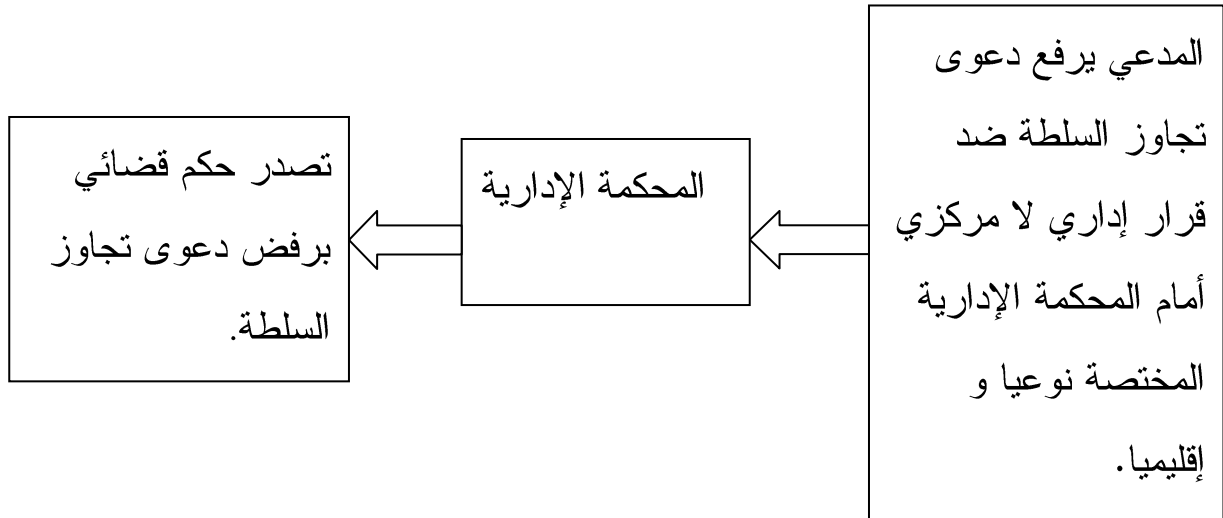 المدعي يرفع دعوى
تجاوز السلطة ضد
قرار إداري لا مركزي
أمام المحكمة الإدارية
المختصة نوعيا و
إقليميا.
المحكمة الإدارية
تصدر حكم قضائي
برفض دعوى تجاوز
السلطة.